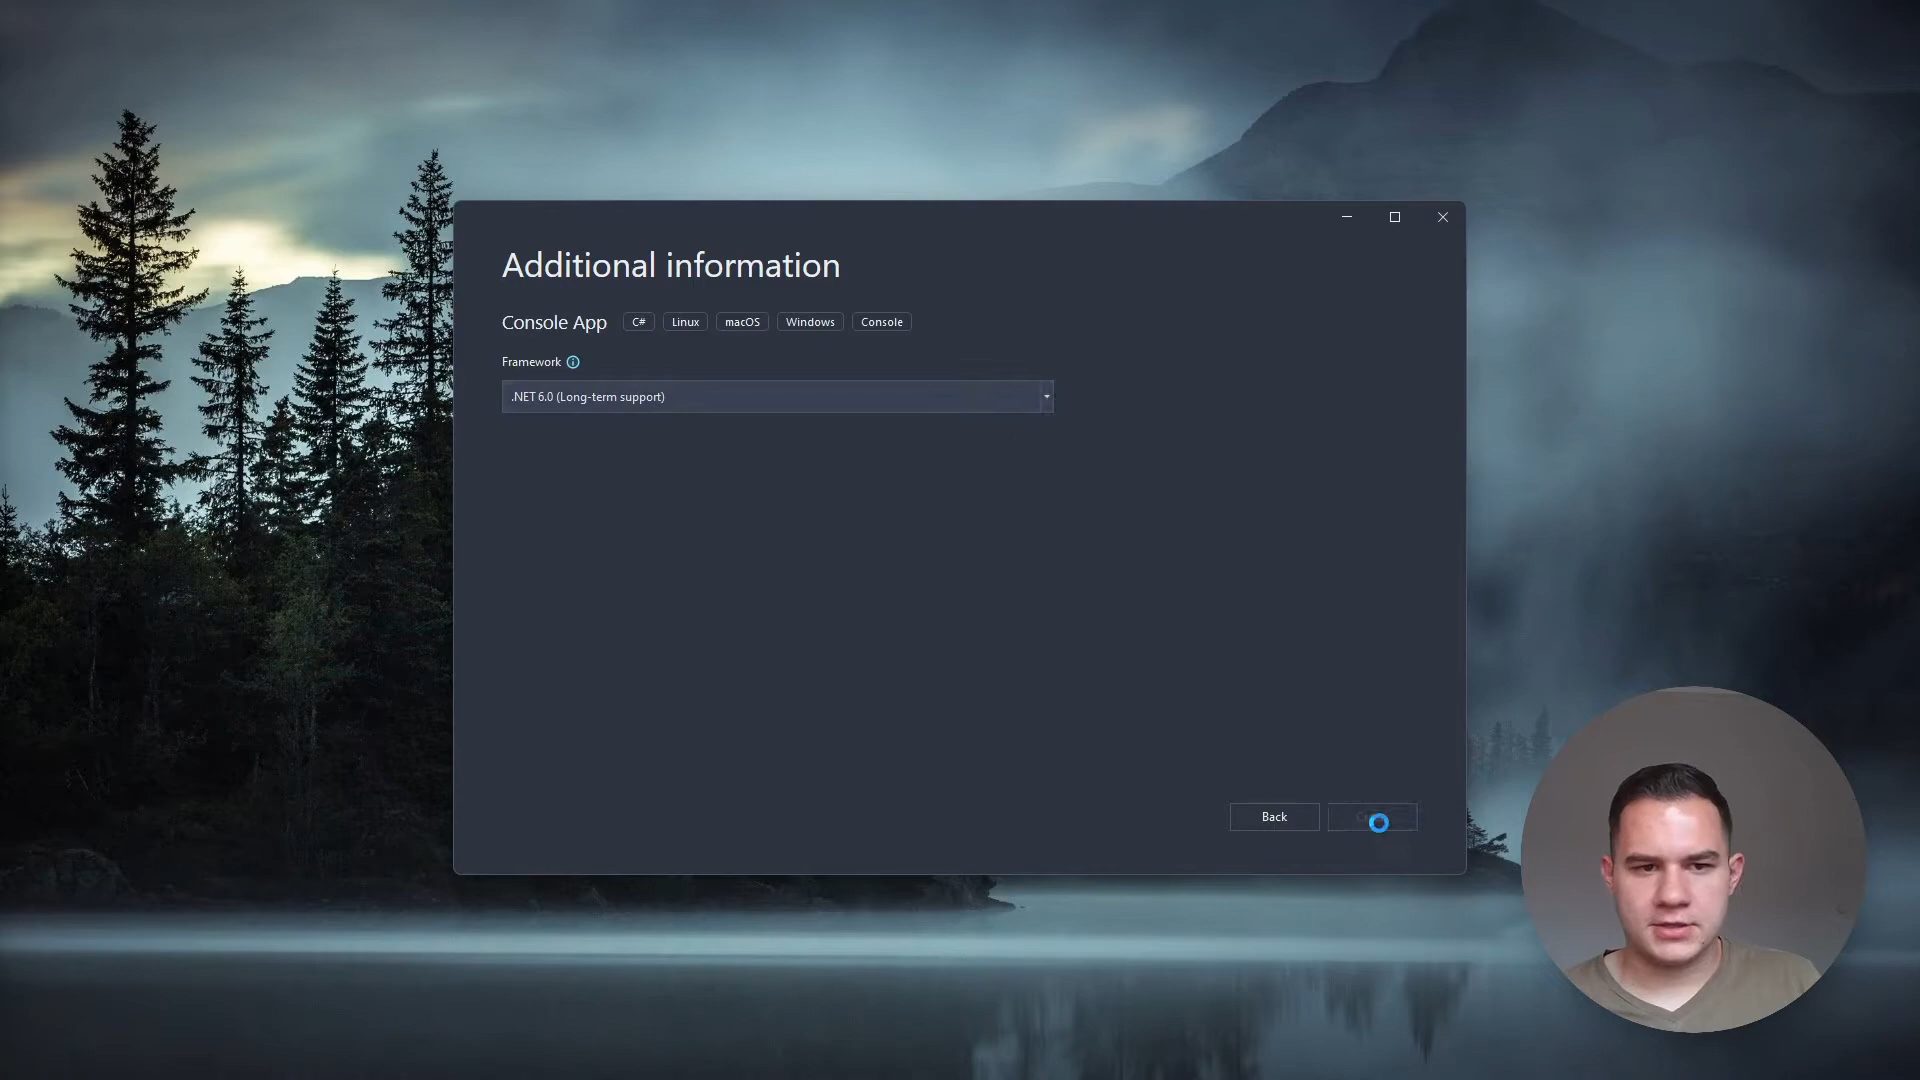 Additional information
Console App C# Linux macOS Windows Console
Framework
.NET 6.0 (Long-term support)
Back